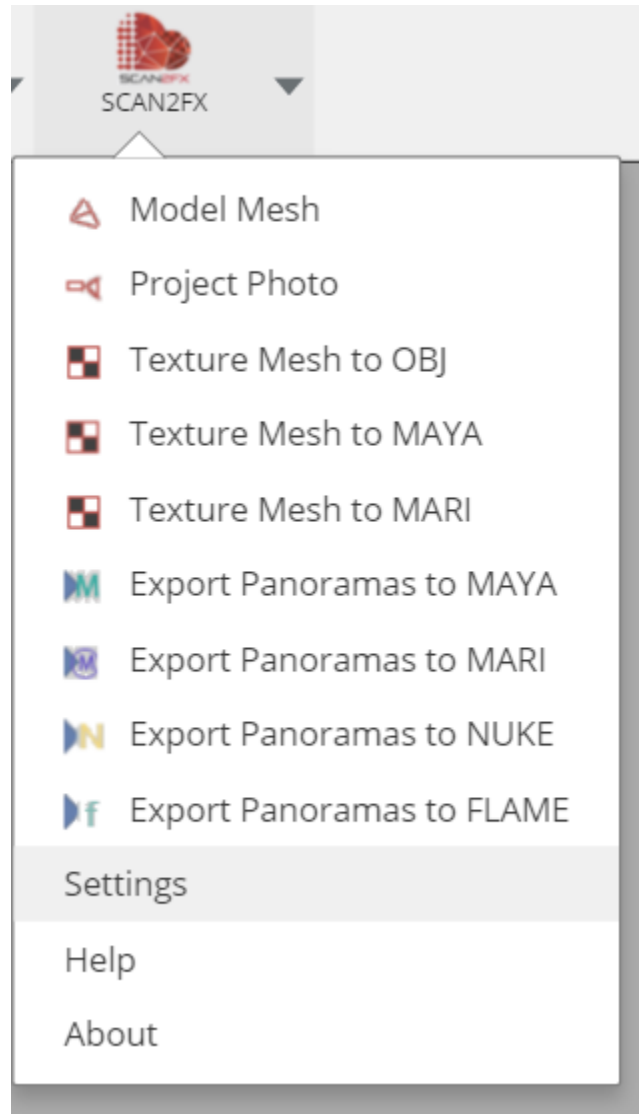 SCAN2FX
SCAN2FX
Model Mesh
Project Photo
Texture Mesh to OBJ
Texture Mesh to MAYA
Texture Mesh to MARI
M Export Panoramas to MAYA
M Export Panoramas to MARI
N Export Panoramas to NUKE
f Export Panoramas to FLAME
Settings
Help
About